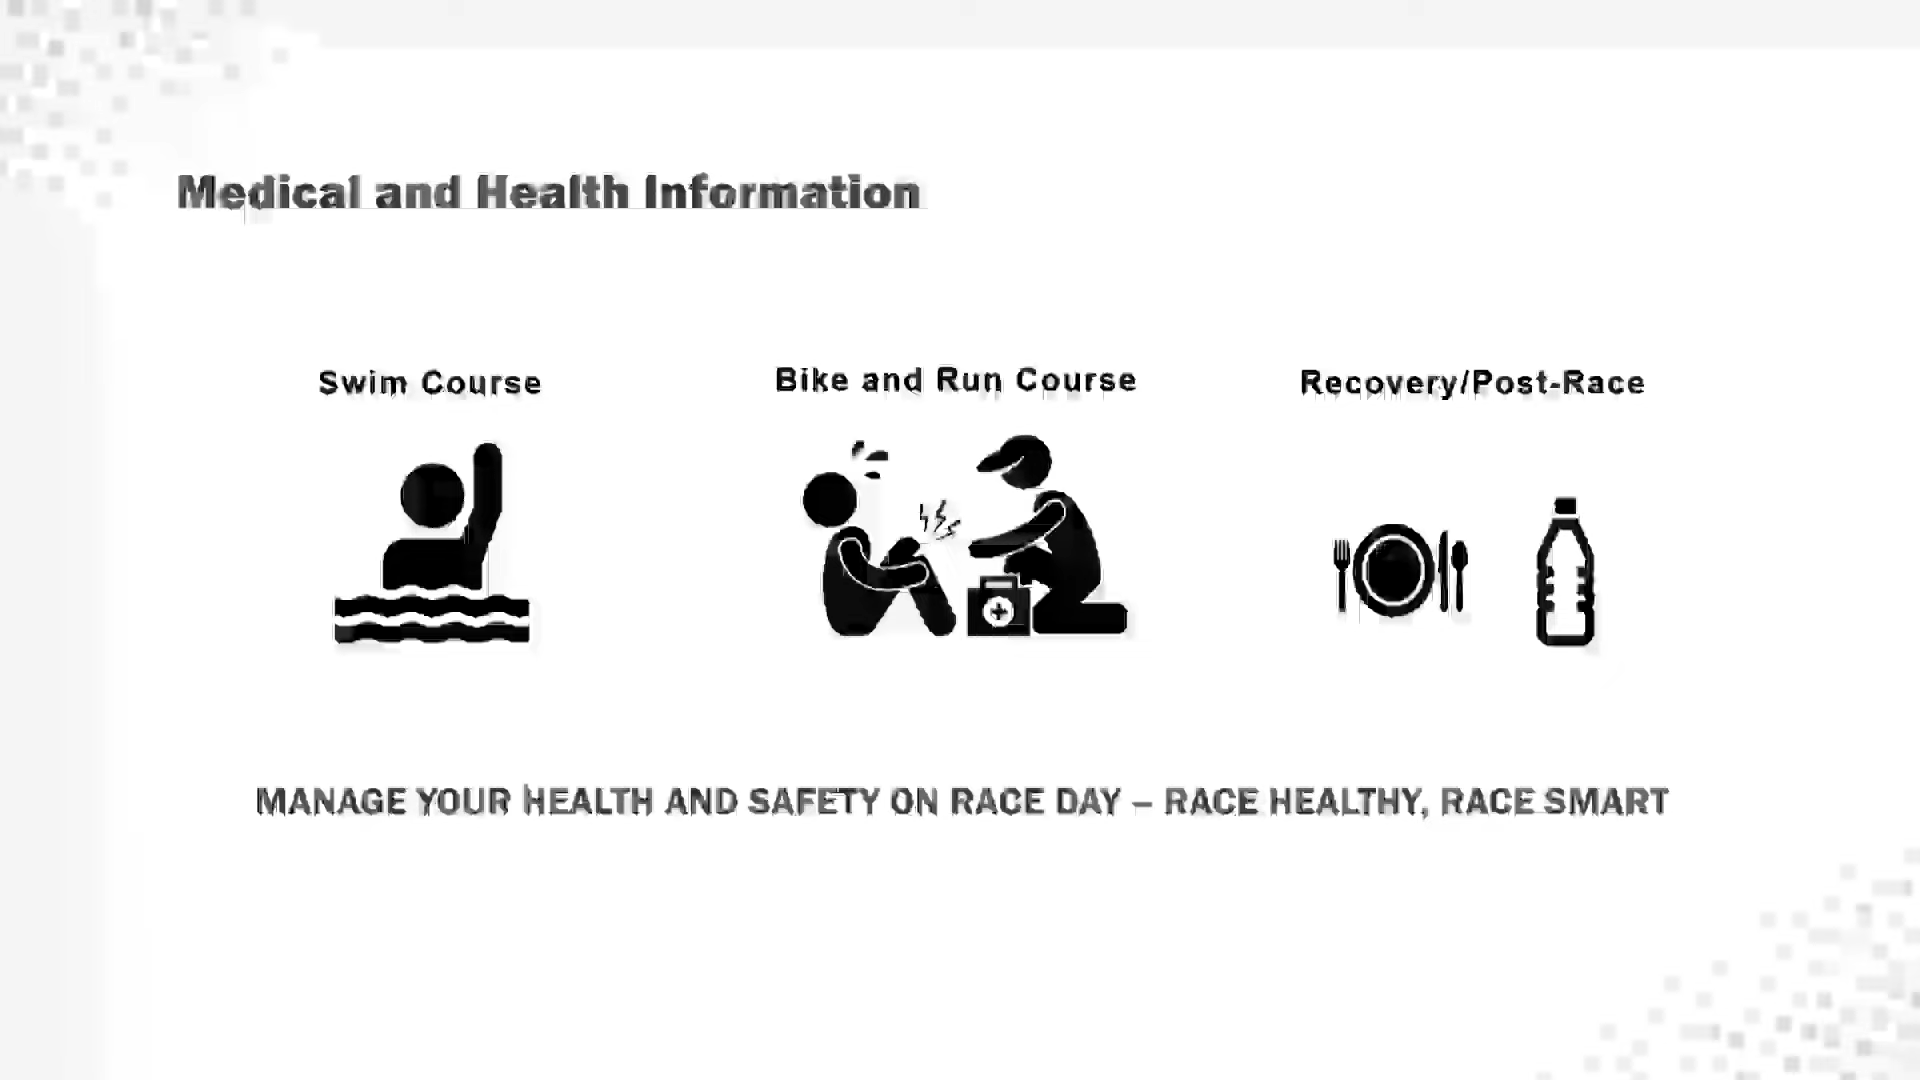 Medical and Health Information
Swim Course
Bike and Run Course
Recovery/Post-Race
MANAGE YOUR HEALTH AND SAFETY ON RACE DAY – RACE HEALTHY, RACE SMART